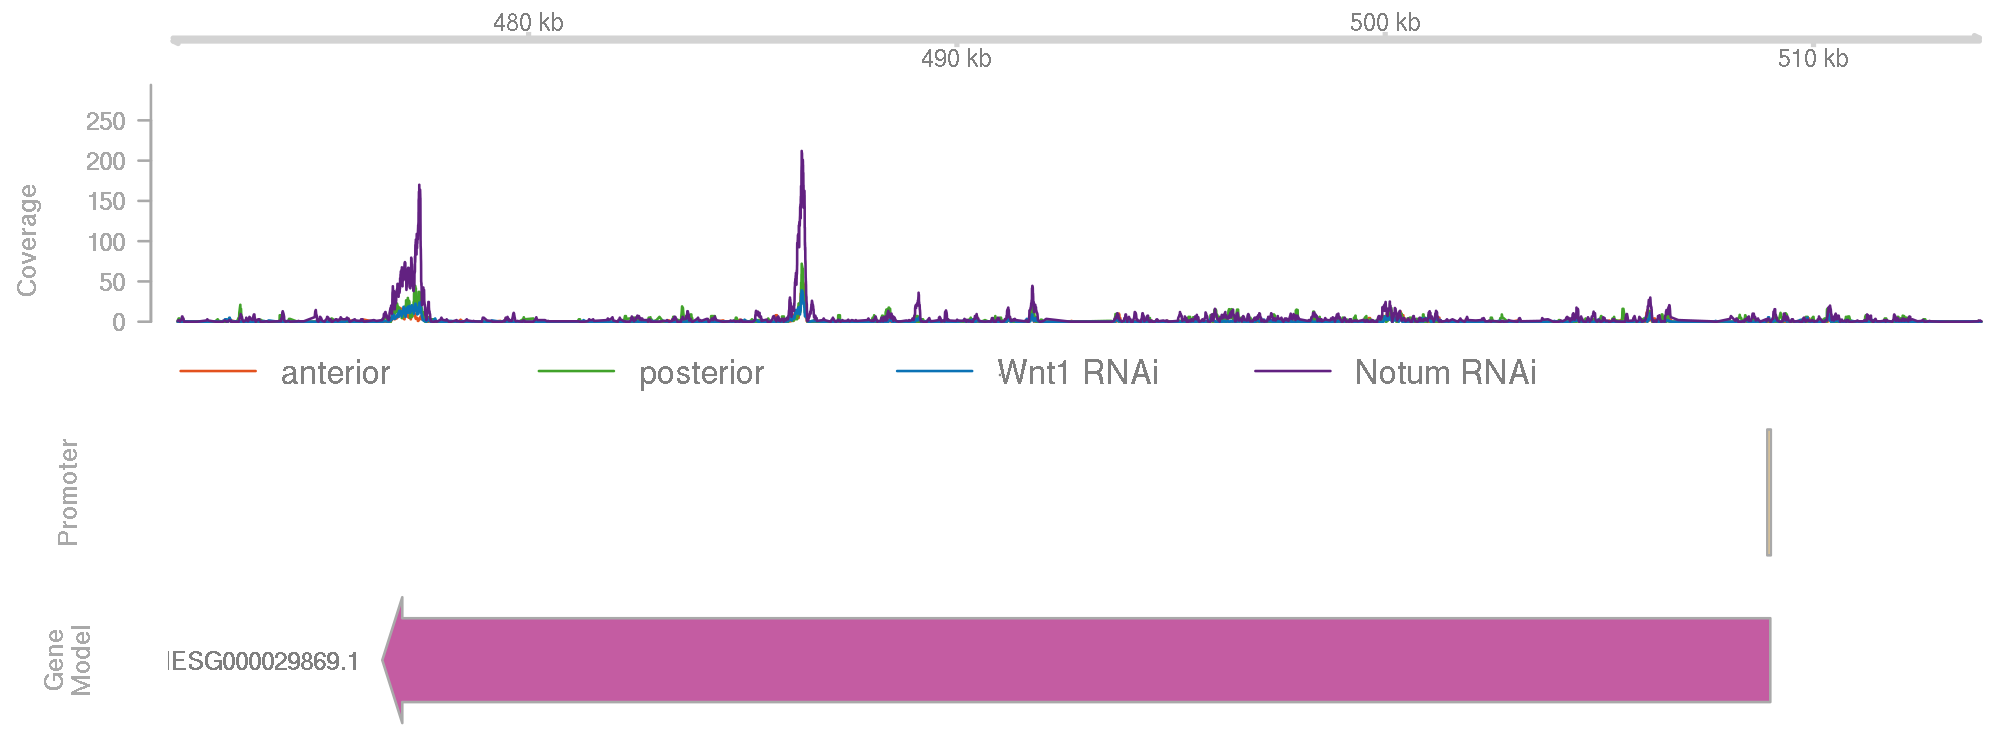 480 kb
500 kb
490 kb
510 kb
Coverage
250
200
150
100
50
0
anterior
posterior
Wnt1 RNAi
Notum RNAi
Promoter
Gene
Model
ESG000029869.1